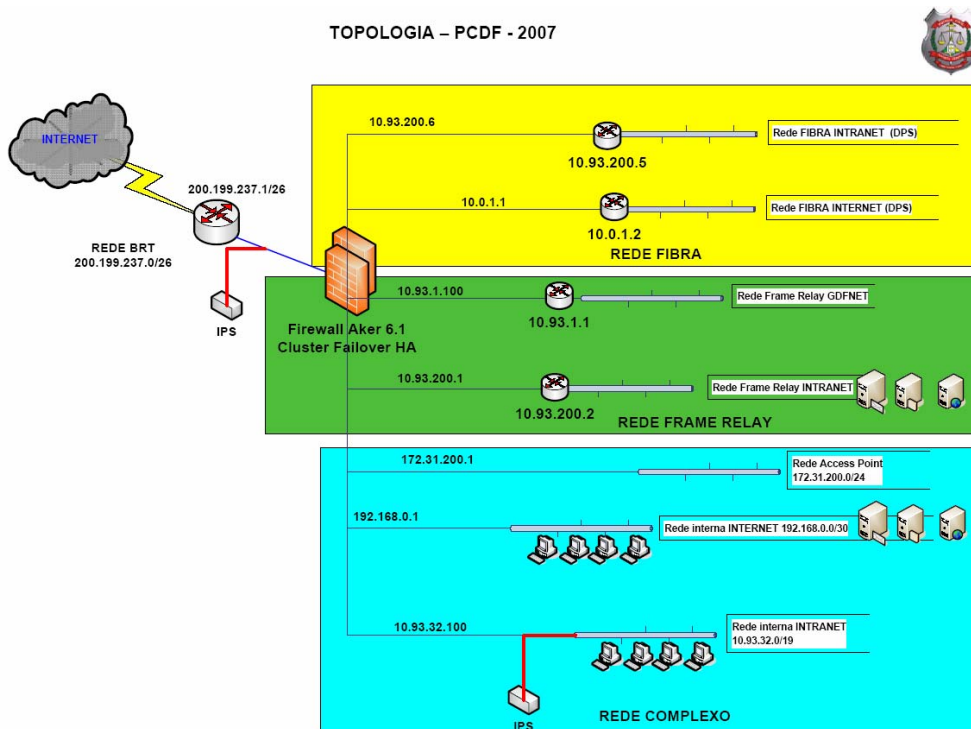 TOPOLOGIA – PCDF - 2007
INTERNET
200.199.237.1/26
REDE BRT
200.199.237.0/26
IPS
Firewall Aker 6.1
Cluster Failover HA
10.93.200.6
10.93.200.5
Rede FIBRA INTRANET (DPS)
10.0.1.1
10.0.1.2
Rede FIBRA INTERNET (DPS)
REDE FIBRA
10.93.1.100
10.93.1.1
Rede Frame Relay GDFNET
10.93.200.1
10.93.200.2
Rede Frame Relay INTRANET
REDE FRAME RELAY
172.31.200.1
Rede Access Point
172.31.200.0/24
192.168.0.1
Rede interna INTERNET 192.168.0.0/30
10.93.32.100
Rede interna INTRANET
10.93.32.0/19
IPS
REDE COMPLEXO